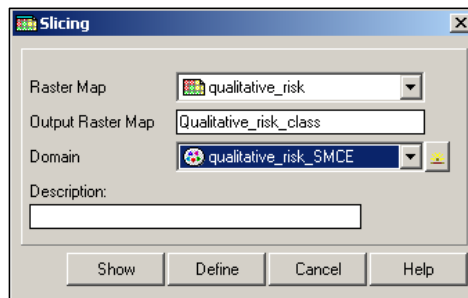 Slicing
Raster Map qualitative_risk
Output Raster Map Qualitative_risk_class
Domain qualitative_risk_SMCE
Description:
Show Define Cancel Help